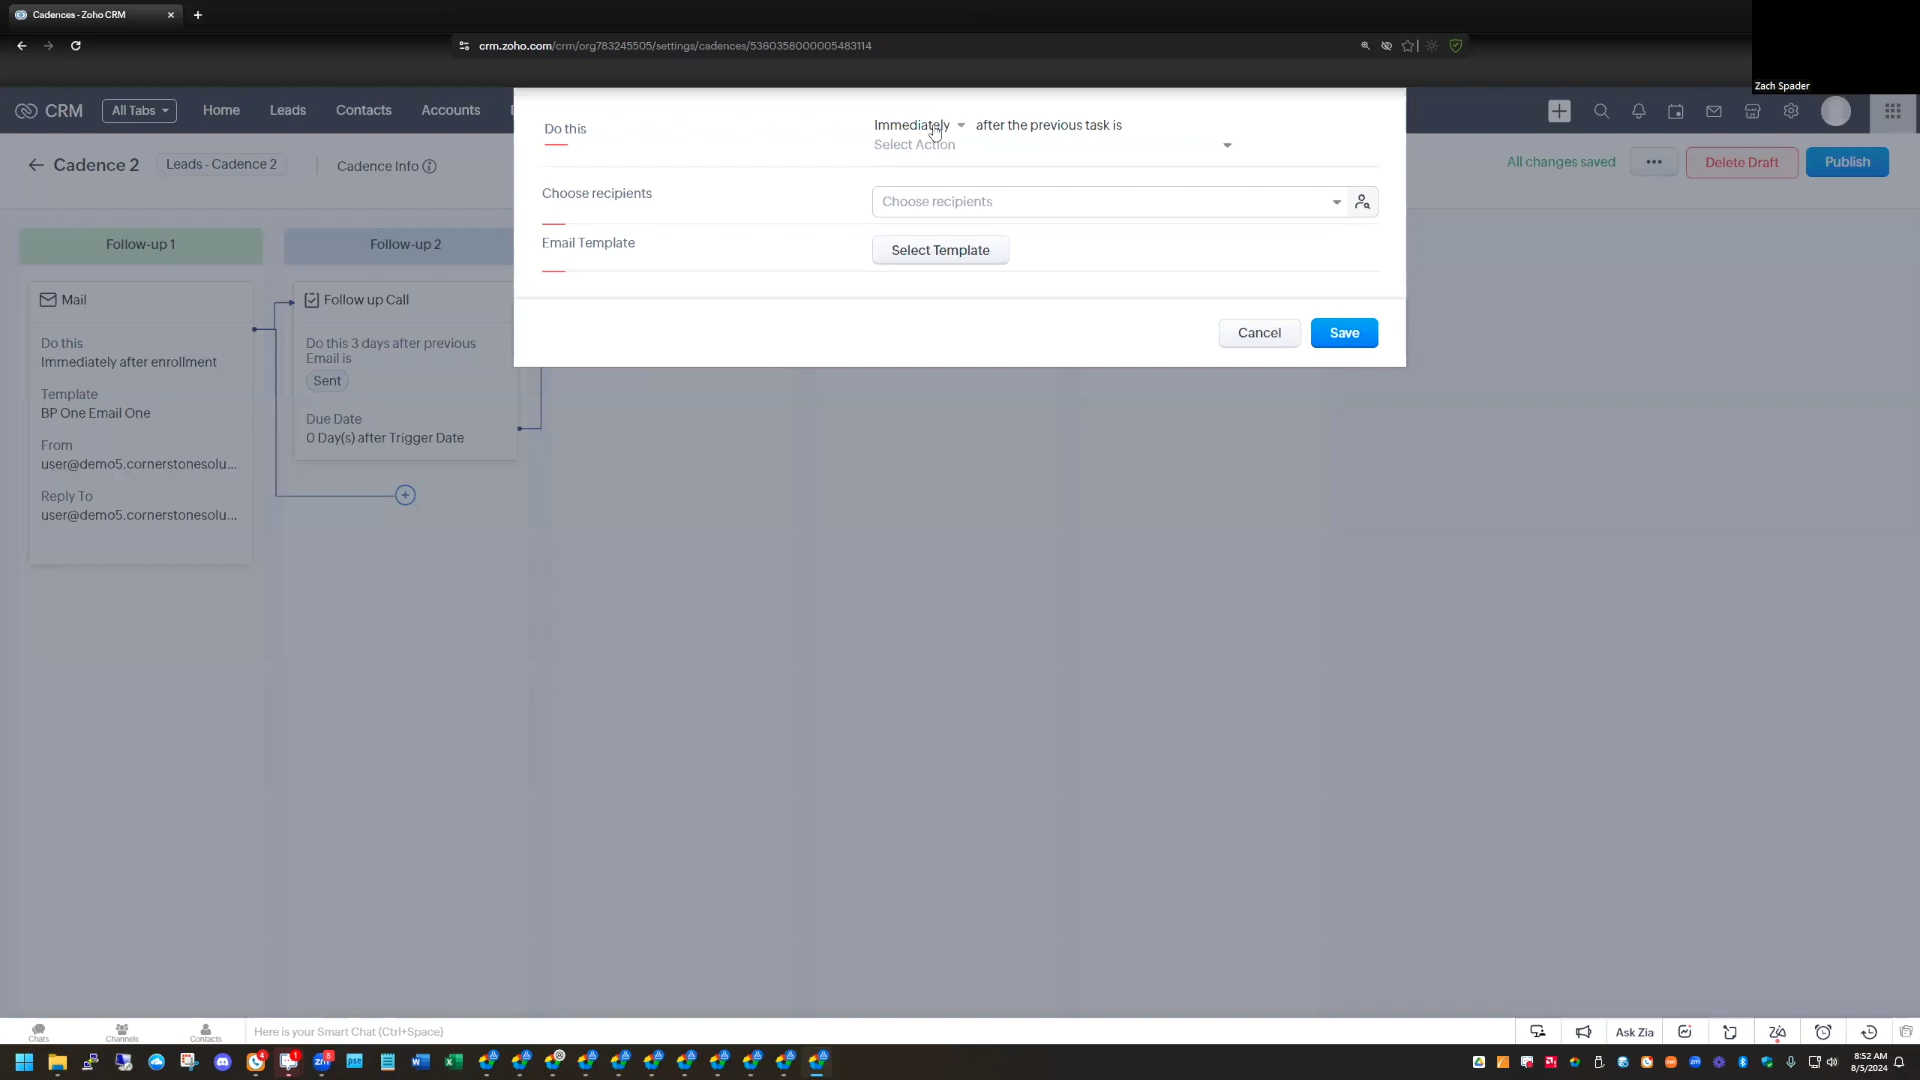 Cadences - Zoho CRM
crm.zoho.com/crm/org783245505/settings/cadences/5360358000005483114
Zach Spader
CRM
All Tabs
Home
Leads
Contacts
Accounts
Cadence 2
Leads - Cadence 2
Cadence Info
All changes saved
Delete Draft
Publish
Do this
Immediately after the previous task is
Select Action
Choose recipients
Choose recipients
Email Template
Select Template
Cancel
Save
Follow-up 1
Mail
Do this
Immediately after enrollment
Template
BP One Email One
From
user@demo5.cornerstonesolu...
Reply To
user@demo5.cornerstonesolu...
Follow-up 2
Follow up Call
Do this 3 days after previous
Email is
Sent
Due Date
0 Day(s) after Trigger Date
Chats
Channels
Contacts
Here is your Smart Chat (Ctrl+Space)
Ask Zia
8:52 AM
8/5/2024